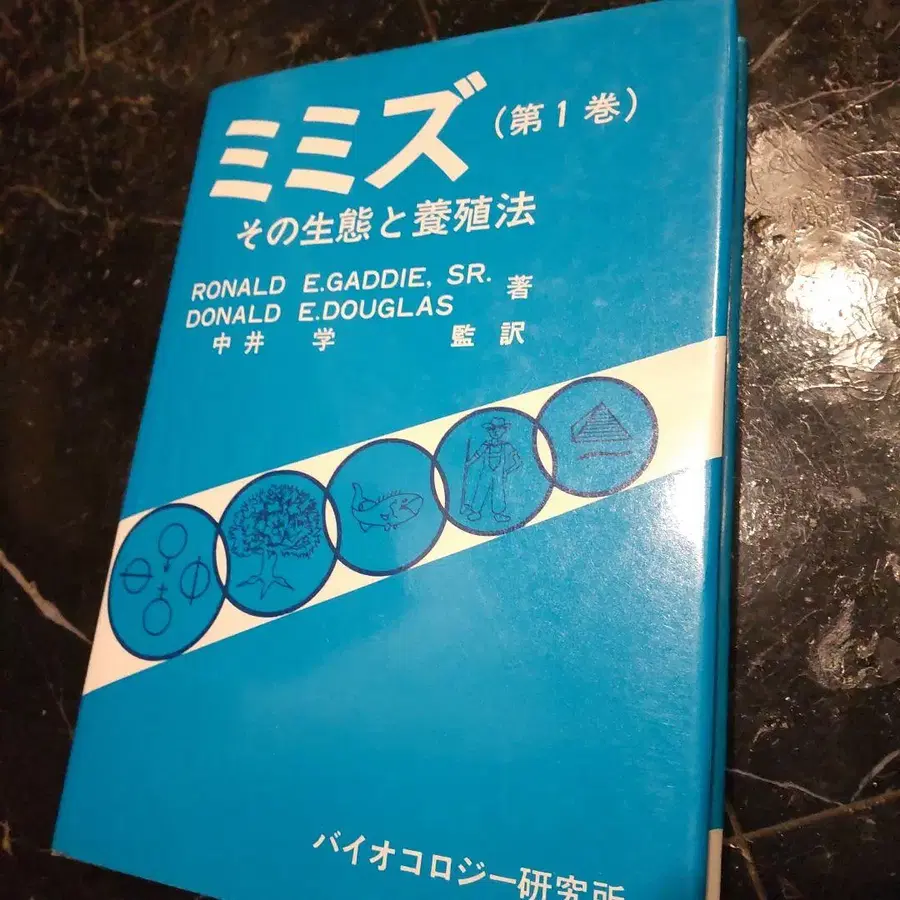 ミミズ(第1巻)
その生態と養殖法
RONALD E.GADDIE, SR. 著
DONALD E.DOUGLAS
中井 学 監訳
バイオコロジー研究所